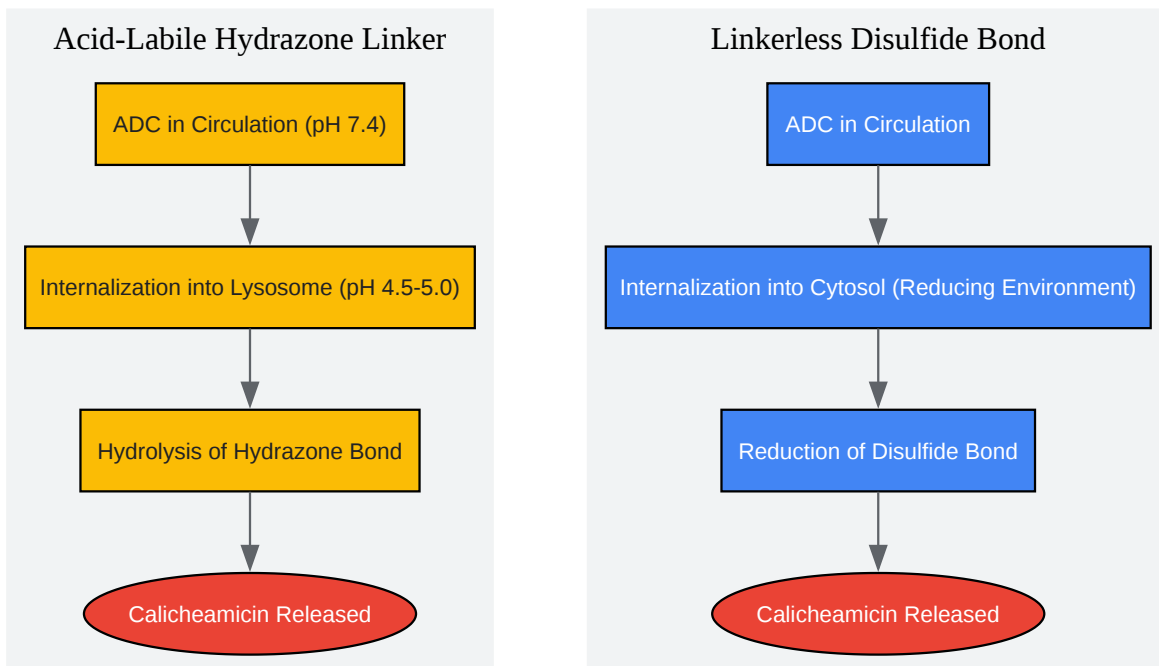 Acid-Labile Hydrazone Linker
ADC in Circulation (pH 7.4)
Internalization into Lysosome (pH 4.5-5.0)
Hydrolysis of Hydrazone Bond
Calicheamicin Released
Linkerless Disulfide Bond
ADC in Circulation
Internalization into Cytosol (Reducing Environment)
Reduction of Disulfide Bond
Calicheamicin Released